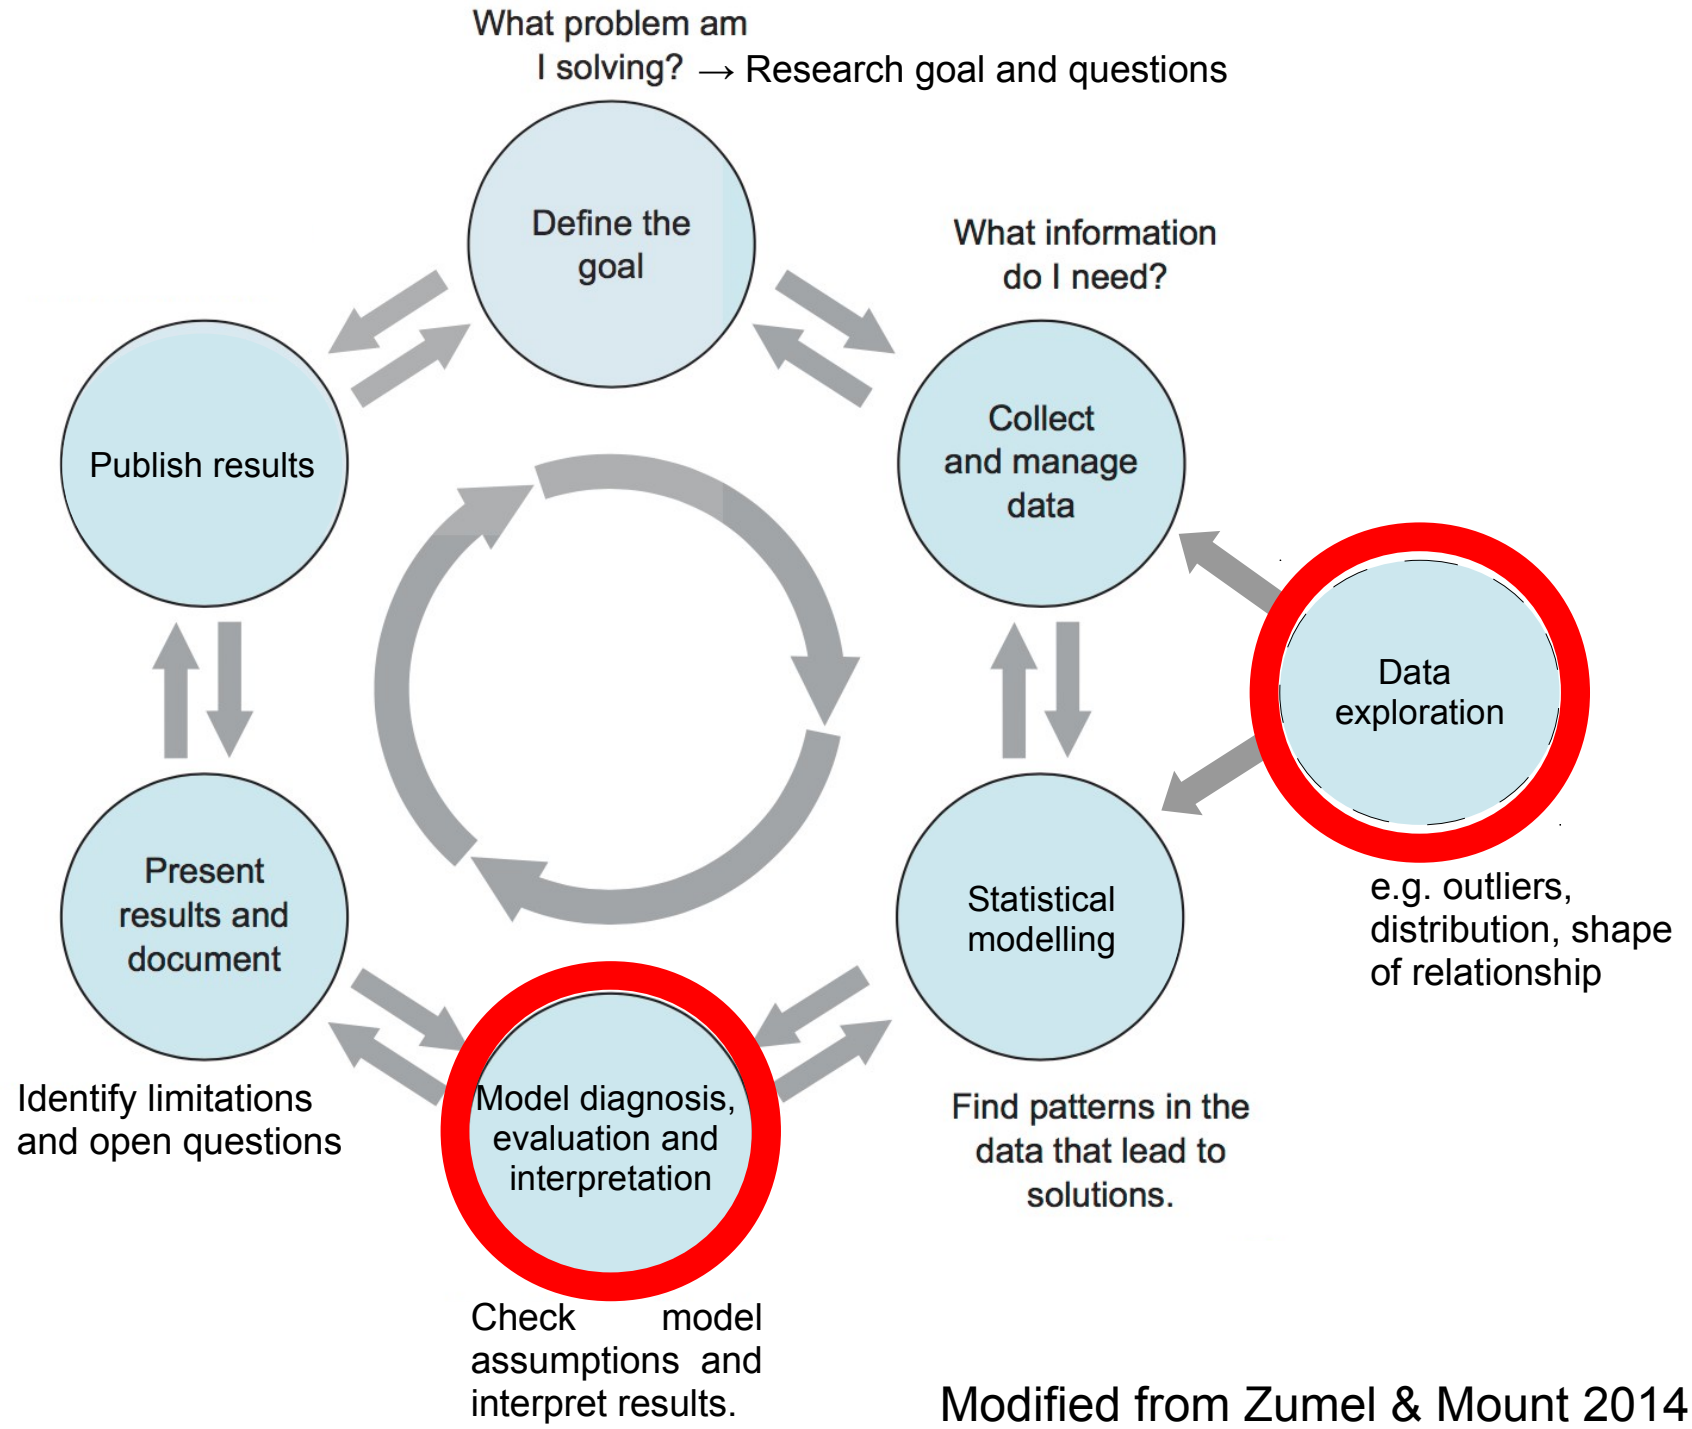 What problem am
I solving? → Research goal and questions
Define the
goal
What information
do I need?
Collect
and manage
data
Data
exploration
e.g. outliers,
distribution, shape
of relationship
Statistical
modelling
Find patterns in the
data that lead to
solutions.
Model diagnosis,
evaluation and
interpretation
Check model
assumptions and
interpret results.
Present
results and
document
Identify limitations
and open questions
Publish results
Modified from Zumel & Mount 2014